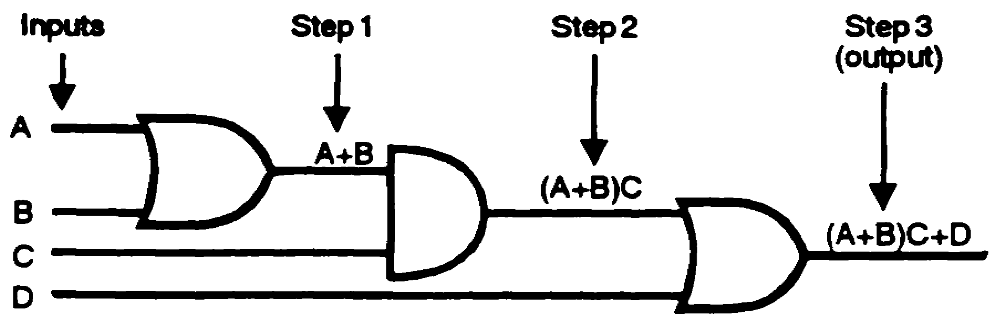 Inputs
Step 1
Step 2
Step 3
(output)
A
A+B
(A+B)C
B
(A+B)C+D
C
D